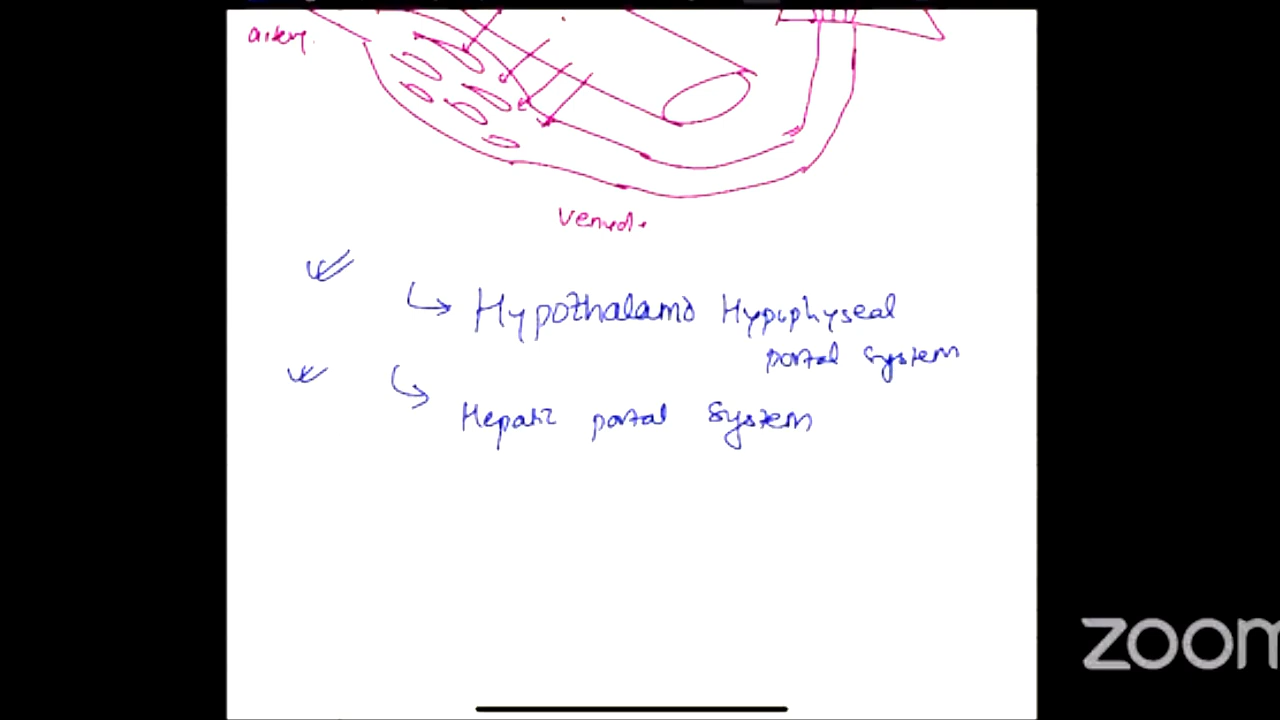 artery.
Venule
Hypothalamo Hypophyseal
portal system
Hepatic portal system
zoom